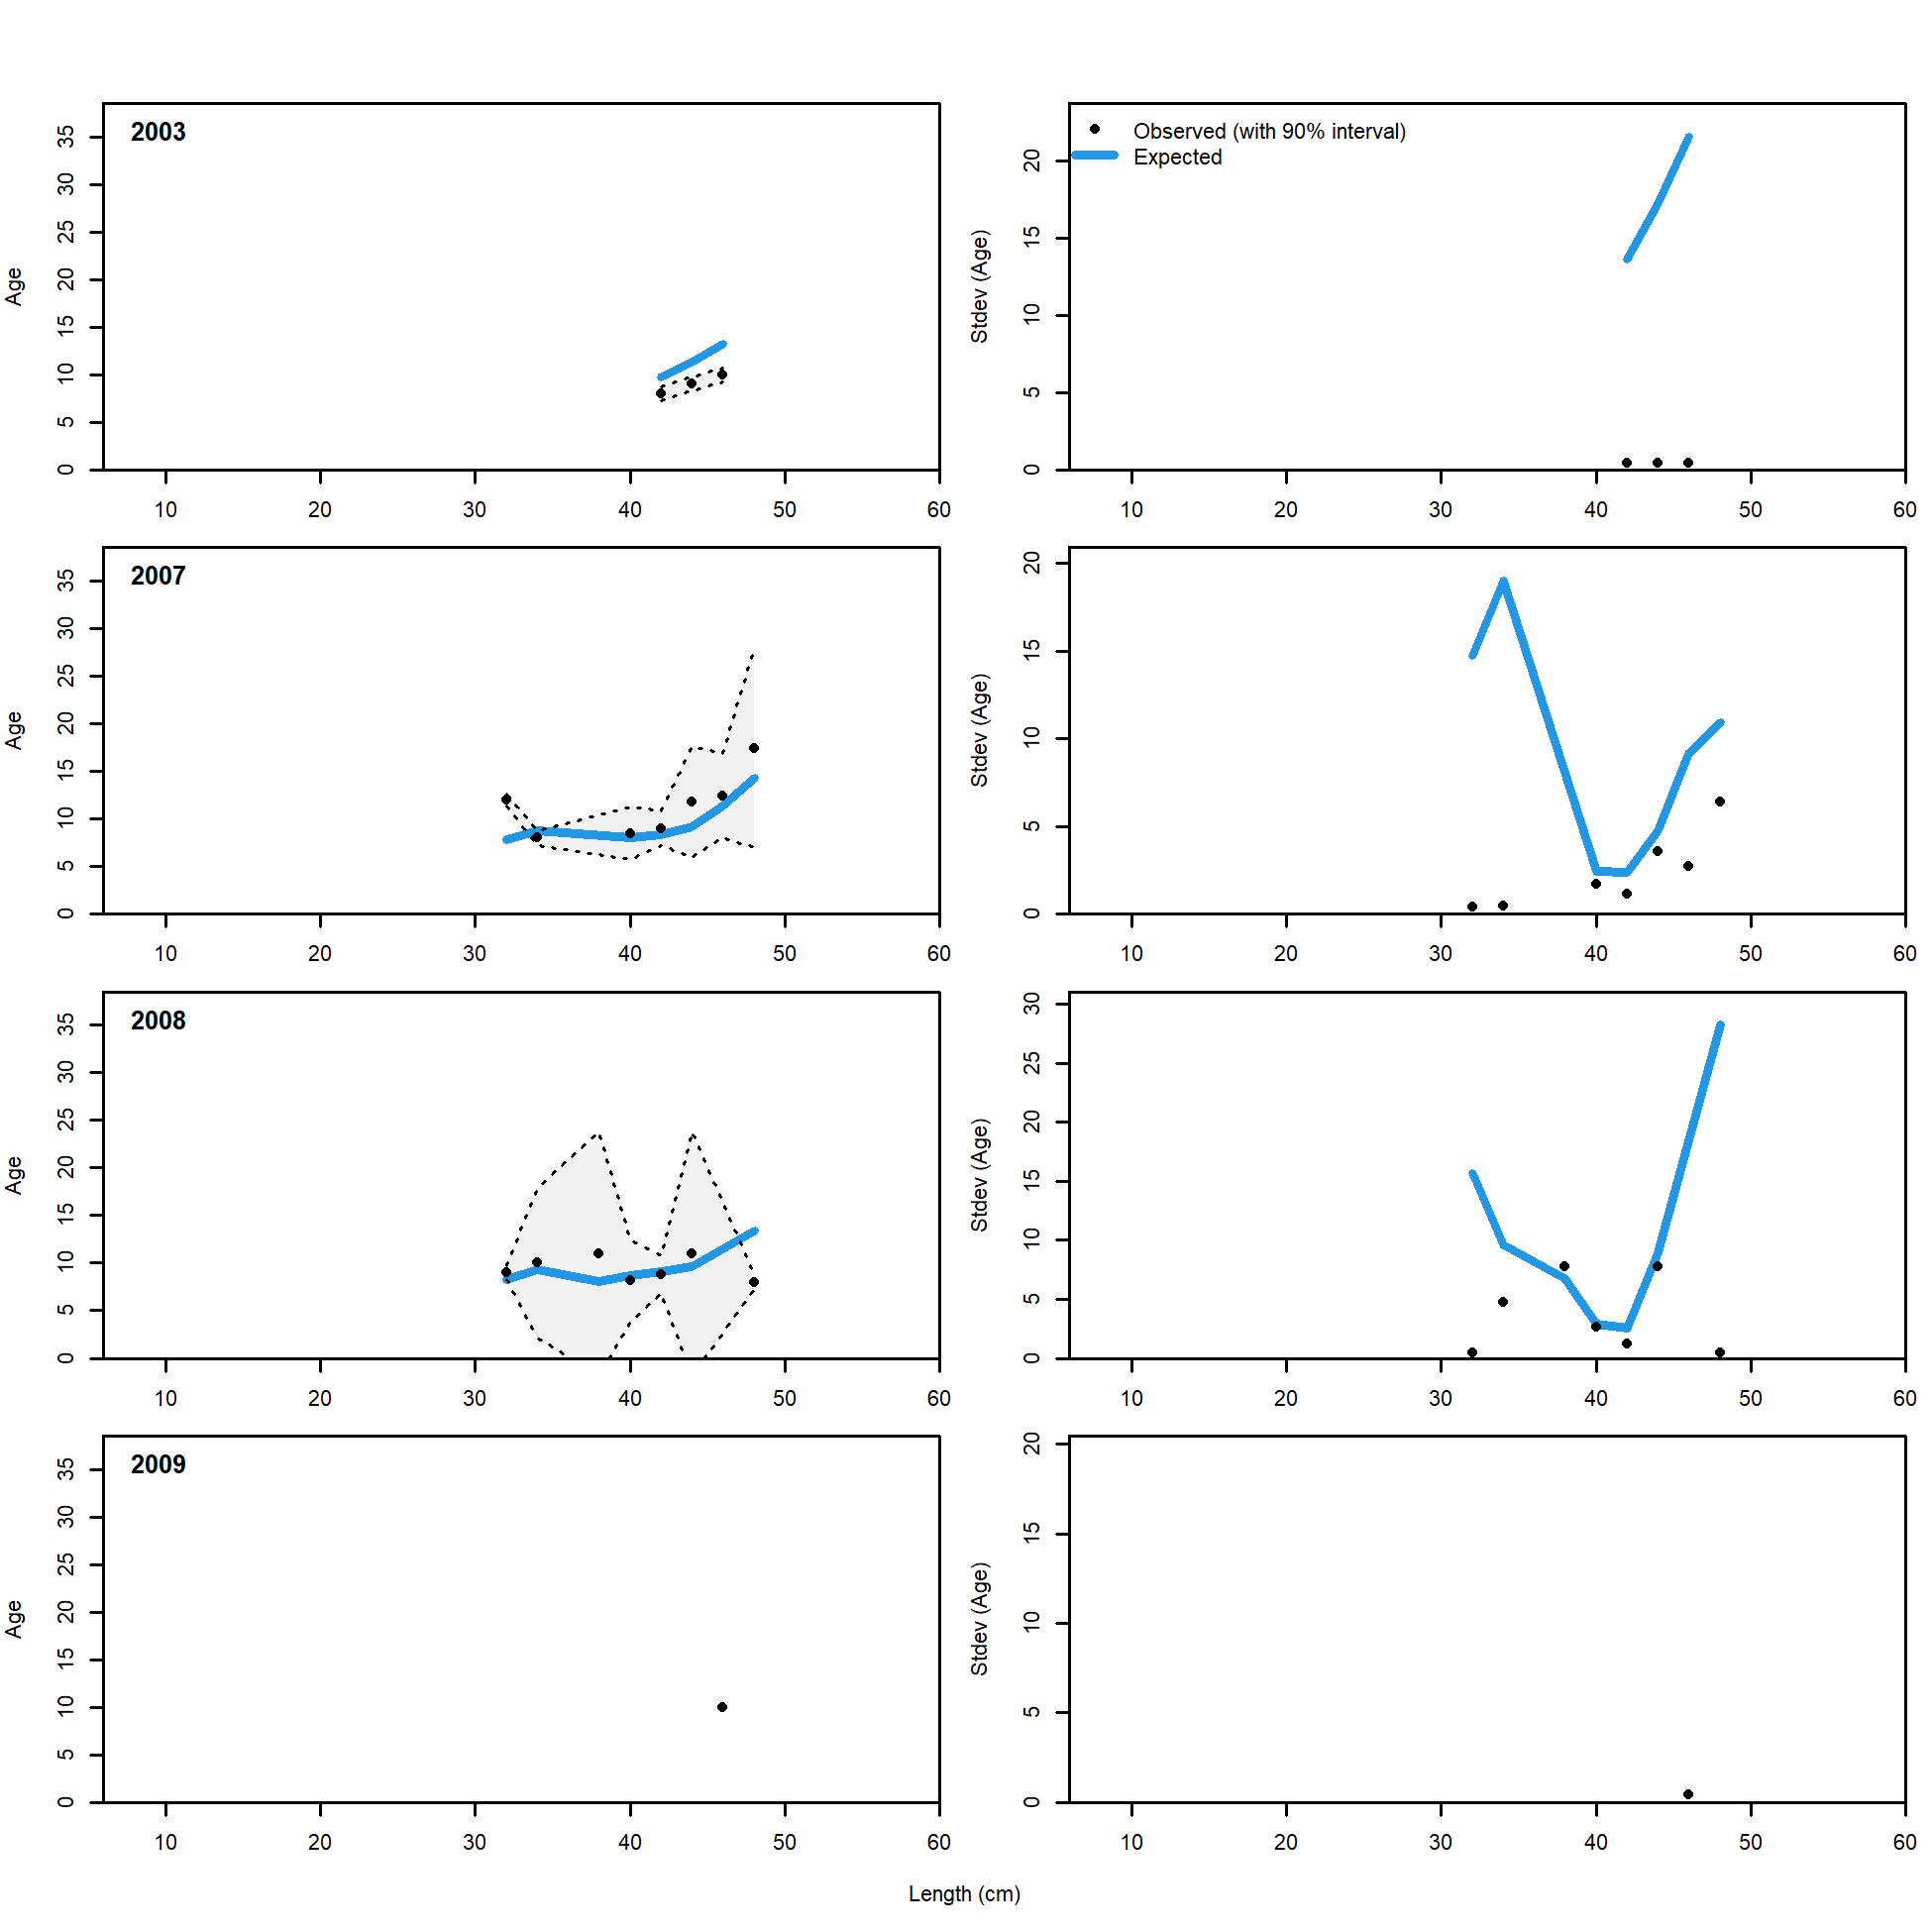 2003
Age
0 5 10 15 20 25 30 35
10 20 30 40 50 60
Observed (with 90% interval)
Expected
Stdev (Age)
0 5 10 15 20
10 20 30 40 50 60
2007
Age
0 5 10 15 20 25 30 35
10 20 30 40 50 60
Stdev (Age)
0 5 10 15 20
10 20 30 40 50 60
2008
Age
0 5 10 15 20 25 30 35
10 20 30 40 50 60
Stdev (Age)
0 5 10 15 20 25 30
10 20 30 40 50 60
2009
Age
0 5 10 15 20 25 30 35
10 20 30 40 50 60
Stdev (Age)
0 5 10 15 20
10 20 30 40 50 60
Length (cm)